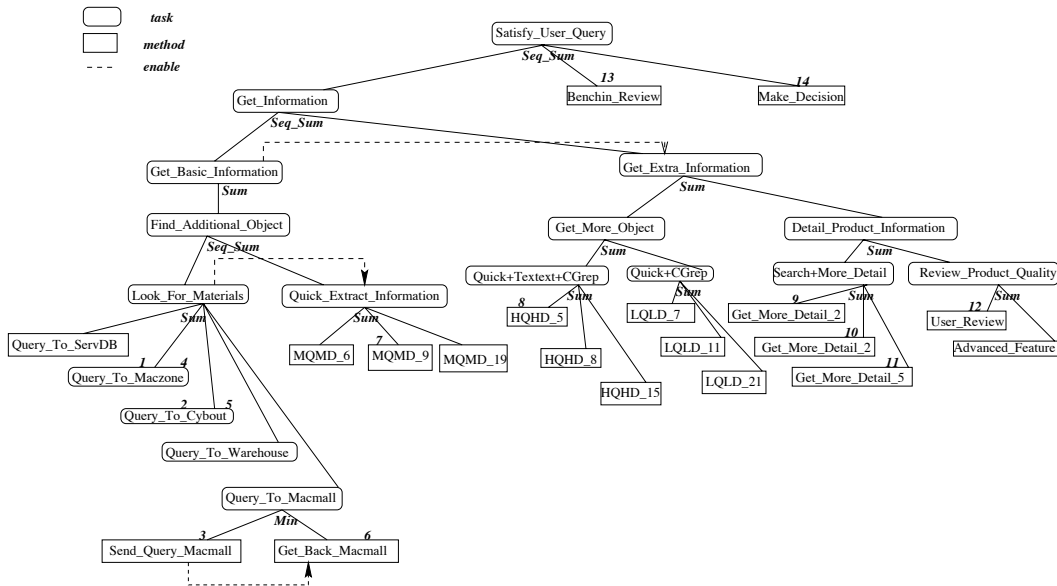 task
method
enable
Satisfy_User_Query
Seq_Sum
13
14
Benchin_Review
Make_Decision
Get_Information
Seq_Sum
Get_Basic_Information
Sum
Get_Extra_Information
Sum
Find_Additional_Object
Seq_Sum
Get_More_Object
Sum
Detail_Product_Information
Sum
Look_For_Materials
Sum
Quick_Extract_Information
Sum
Quick+Textext+CGrep
Sum
Quick+CGrep
Sum
Search+More_Detail
Sum
Review_Product_Quality
Sum
8
HQHD_5
LQLD_7
9
Get_More_Detail_2
12
User_Review
Query_To_ServDB
MQMD_6
7
MQMD_9
MQMD_19
HQHD_8
LQLD_11
10
Get_More_Detail_2
Advanced_Feature
1
4
Query_To_Maczone
HQHD_15
LQLD_21
11
Get_More_Detail_5
2
5
Query_To_Cybout
Query_To_Warehouse
Query_To_Macmall
Min
3
6
Send_Query_Macmall
Get_Back_Macmall